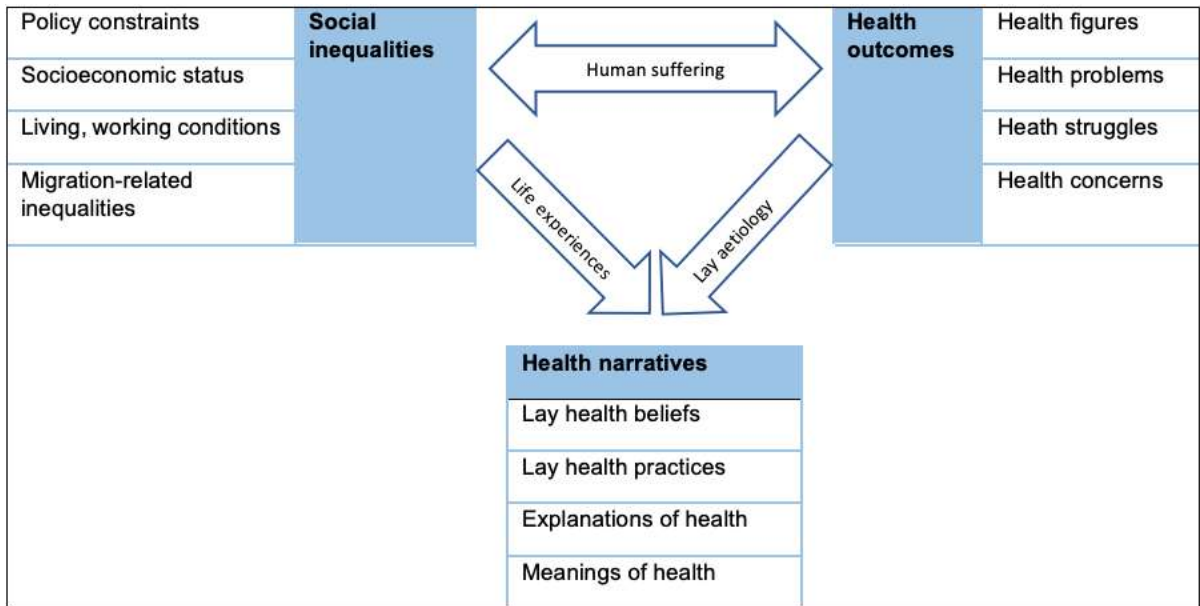 Policy constraints
Socioeconomic status
Living, working conditions
Migration-related
inequalities
Social
inequalities
Human suffering
Health
outcomes
Health figures
Health problems
Heath struggles
Health concerns
Life experiences
Lay aetiology
Health narratives
Lay health beliefs
Lay health practices
Explanations of health
Meanings of health